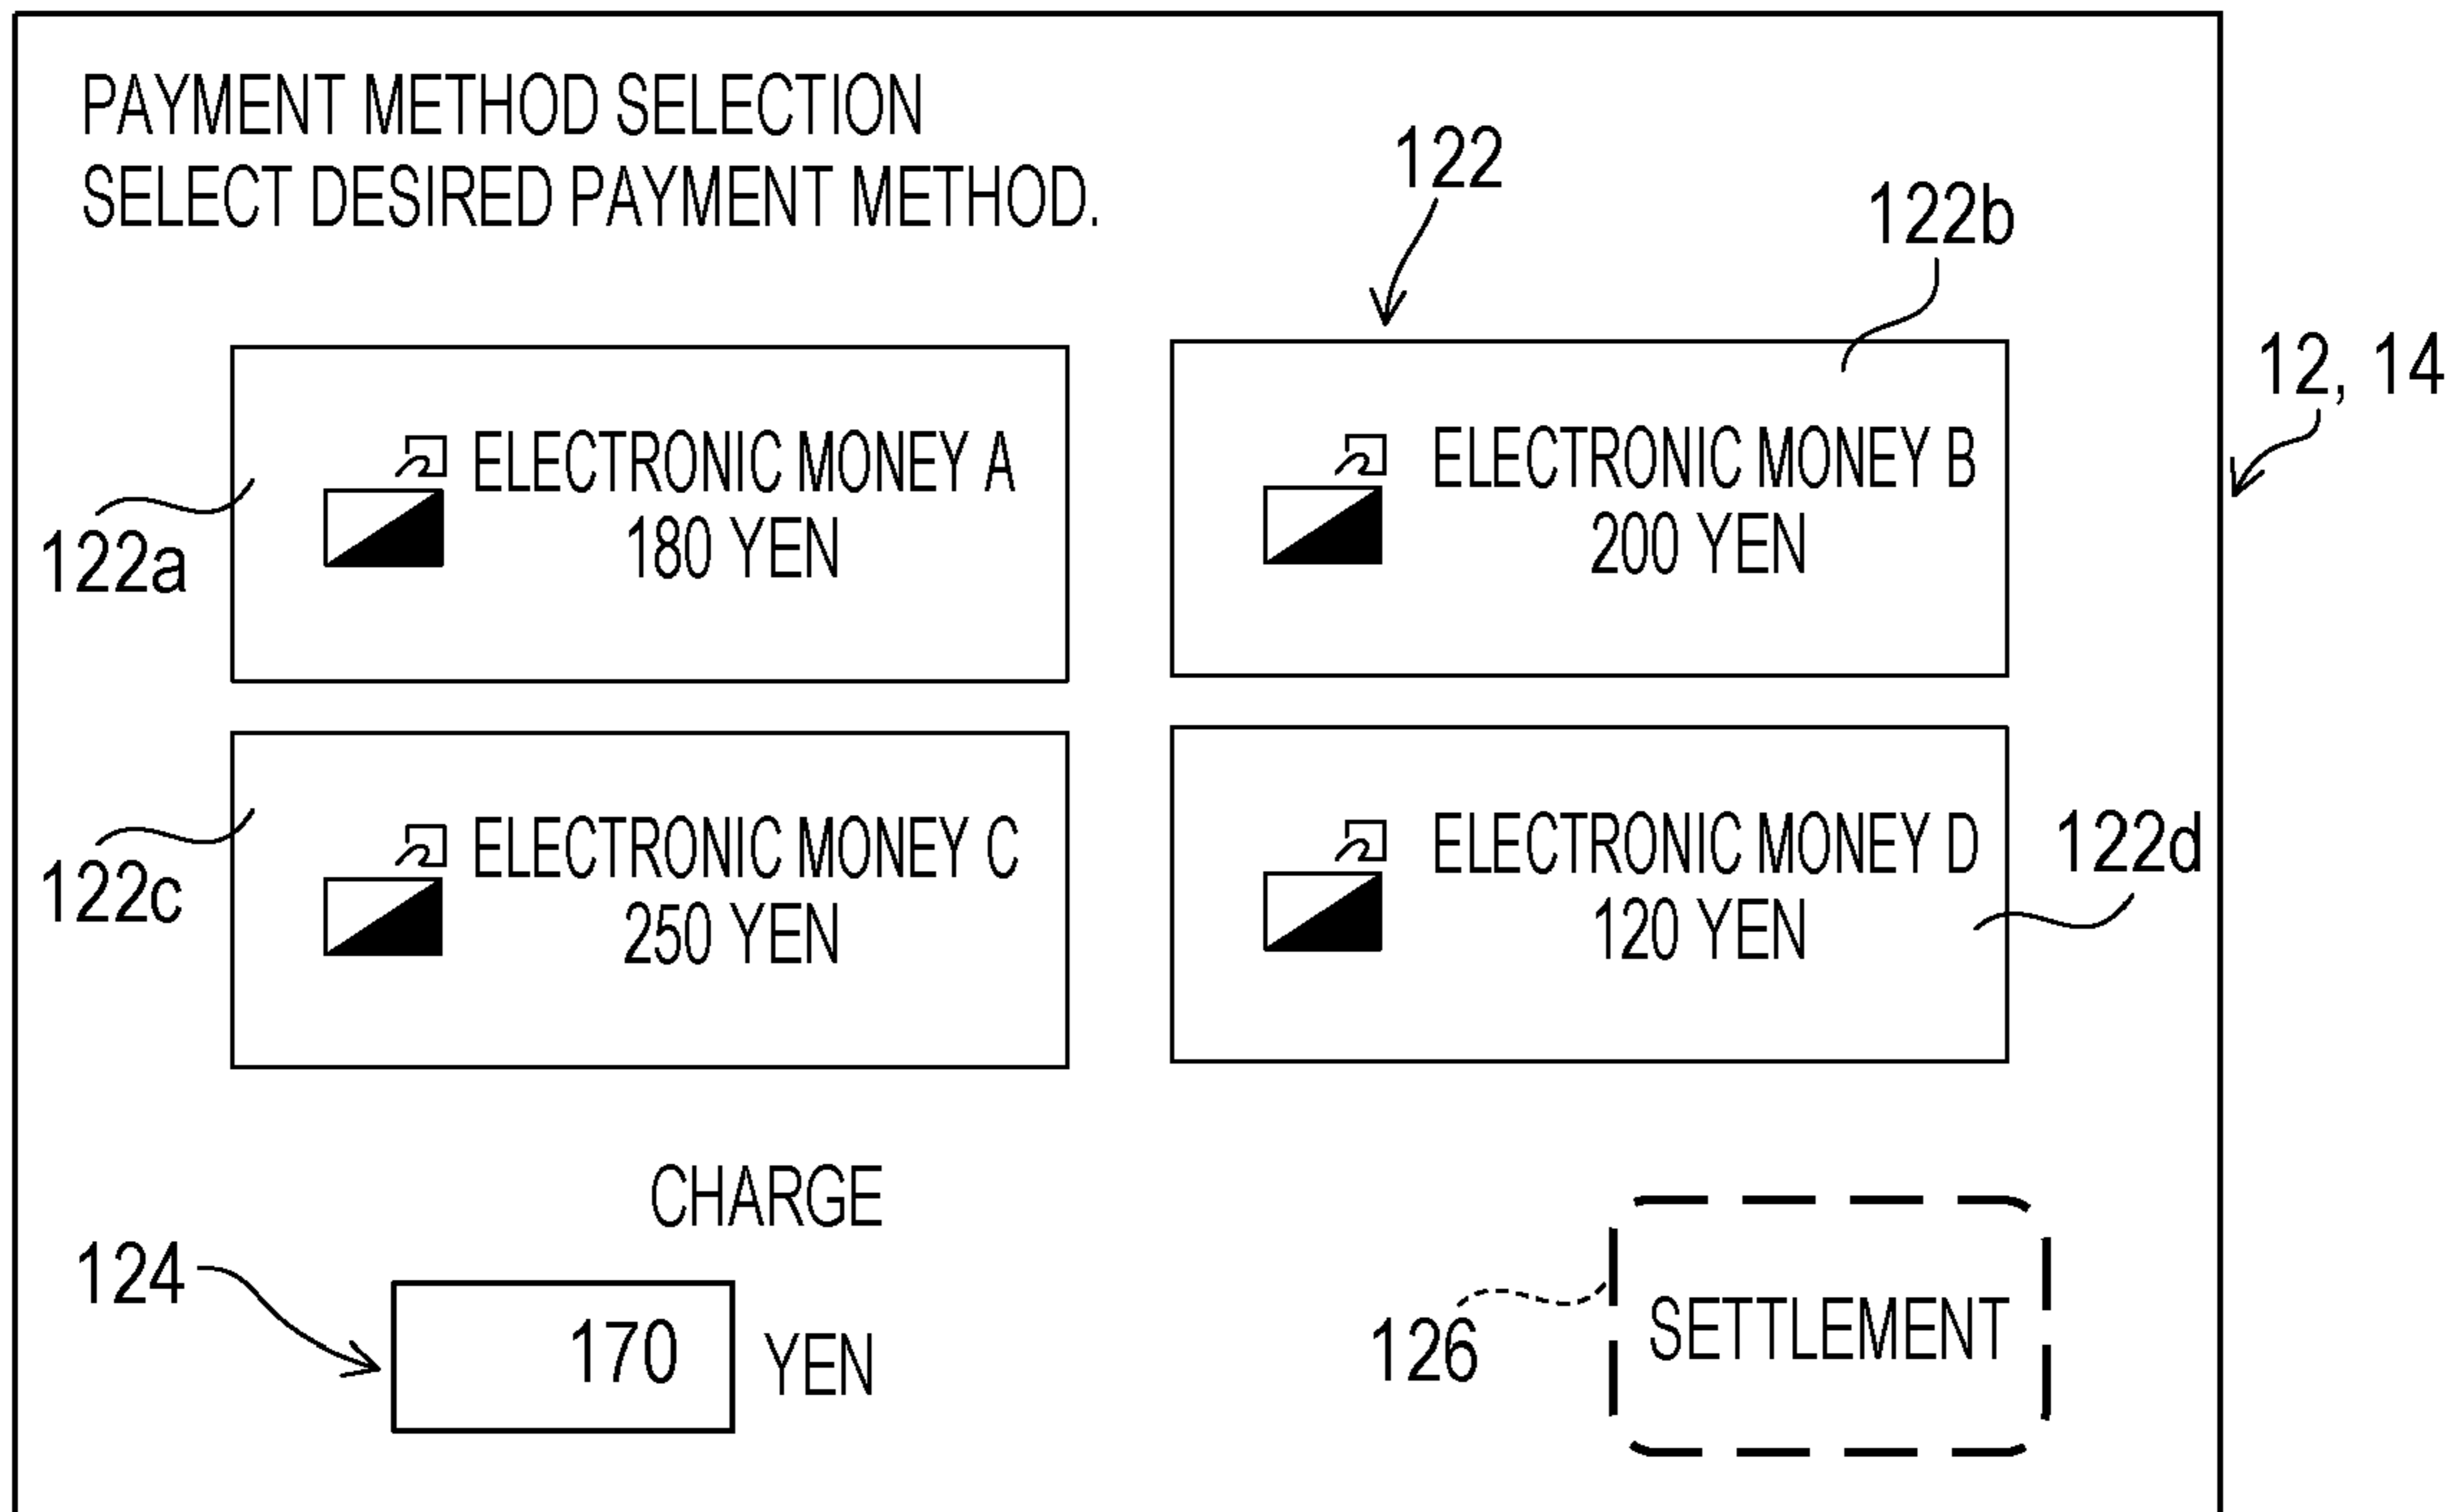 PAYMENT METHOD SELECTION
SELECT DESIRED PAYMENT METHOD.
122
122b
12, 14
ELECTRONIC MONEY A
180 YEN
122a
ELECTRONIC MONEY B
200 YEN
ELECTRONIC MONEY C
250 YEN
122c
ELECTRONIC MONEY D
120 YEN
122d
CHARGE
124
170 YEN
126
SETTLEMENT